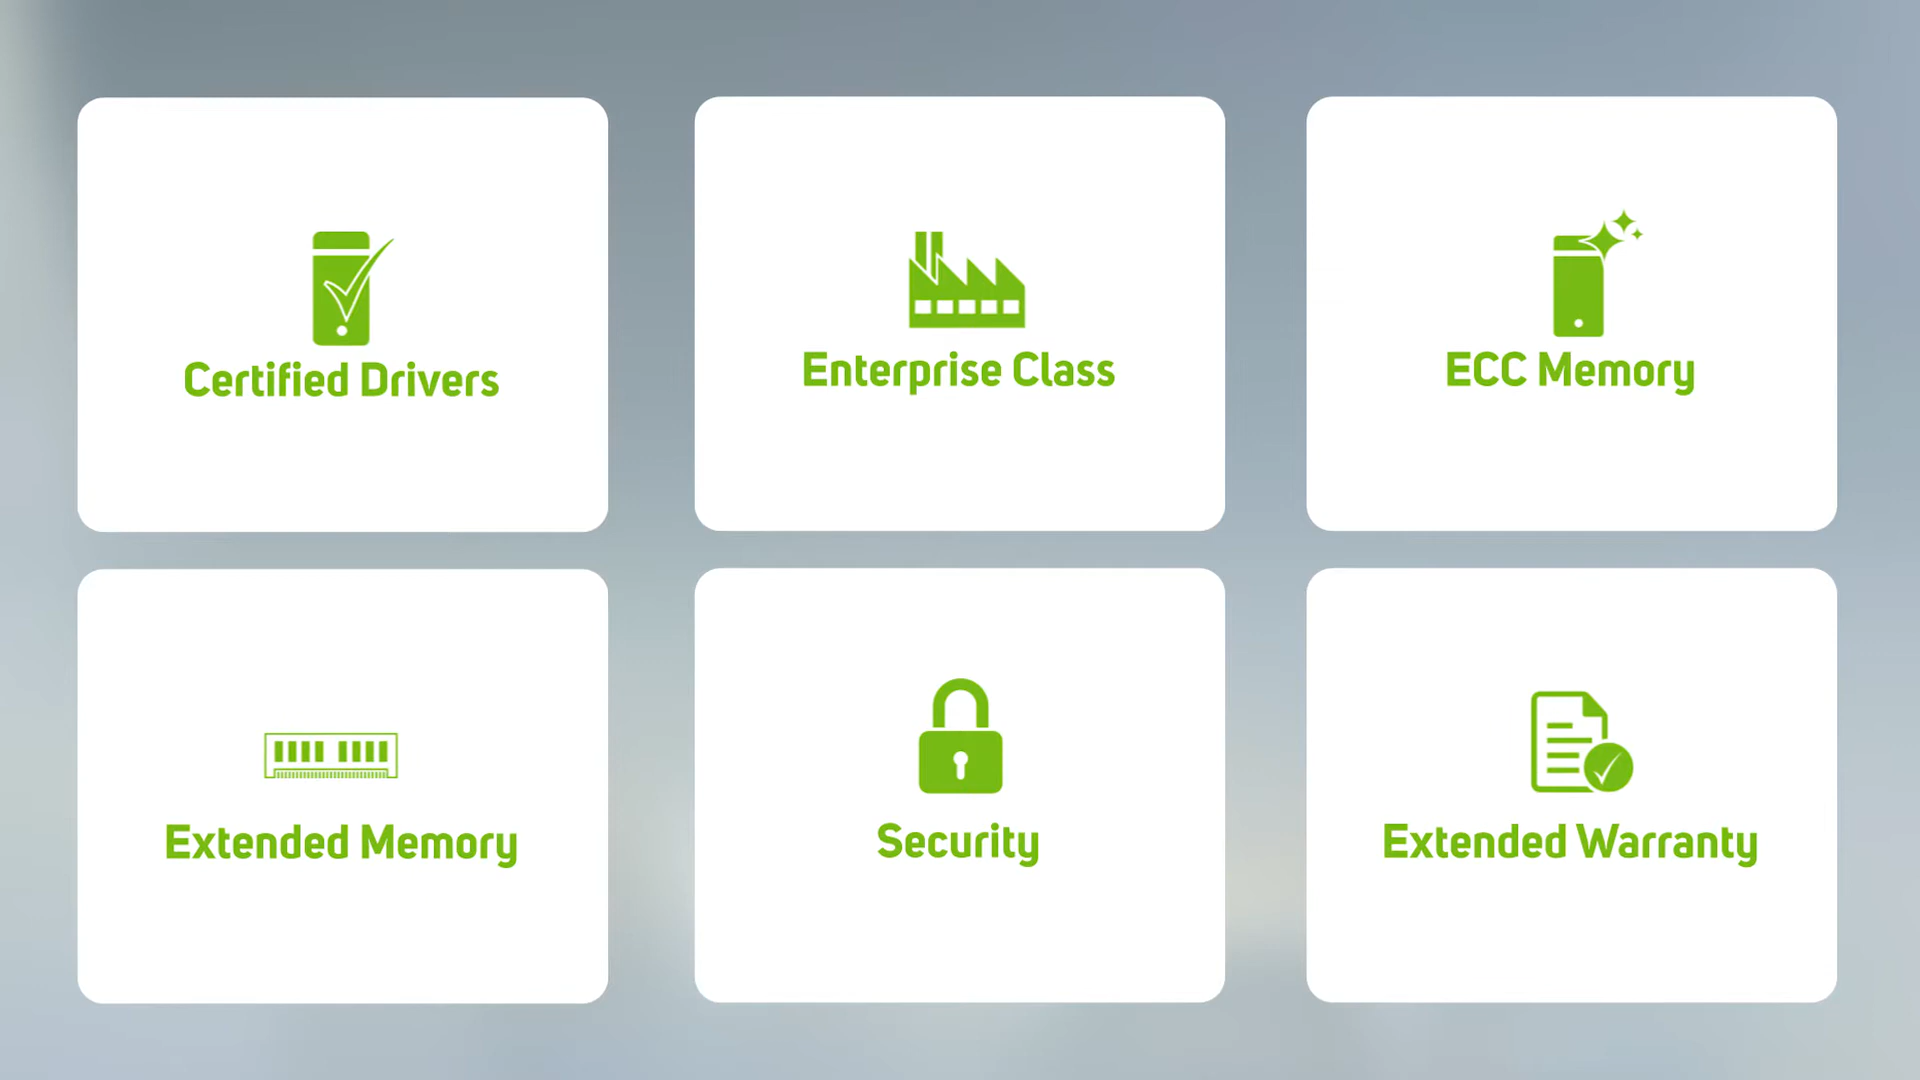 Certified Drivers
Enterprise Class
ECC Memory
Extended Memory
Security
Extended Warranty